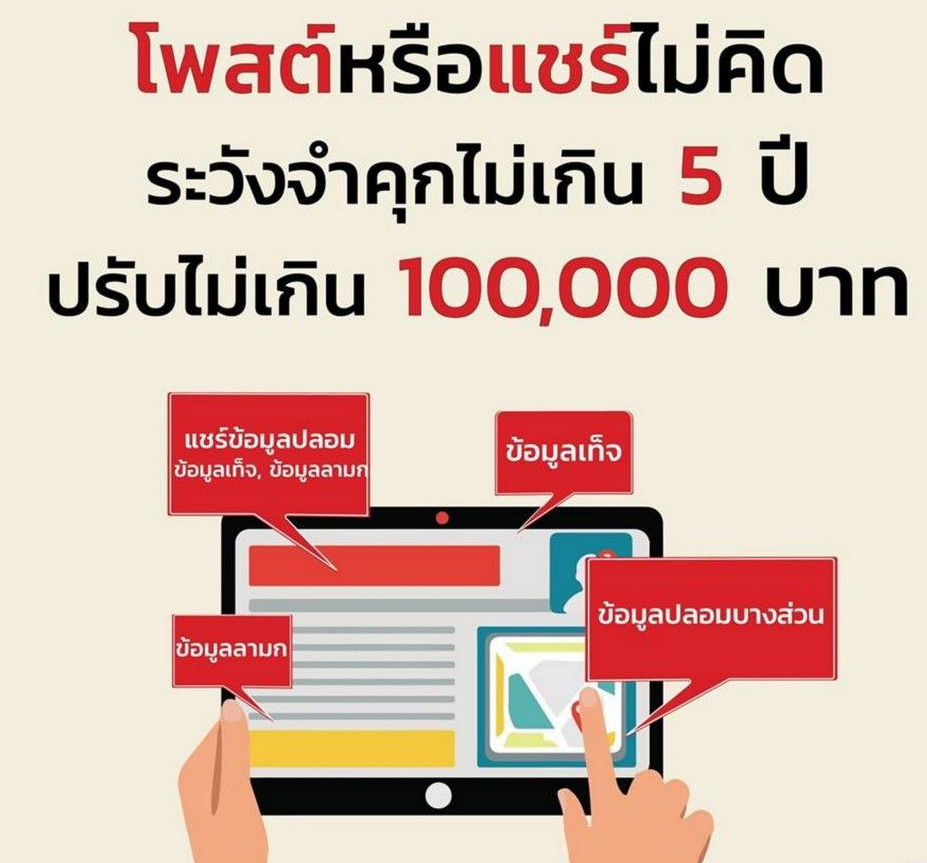 โพสต์หรือแชร์ไม่คิด
ระวังจำคุกไม่เกิน 5 ปี
ปรับไม่เกิน 100,000 บาท
แชร์ข้อมูลปลอม
ข้อมูลเท็จ, ข้อมูลลามก
ข้อมูลเท็จ
ข้อมูลปลอมบางส่วน
ข้อมูลลามก